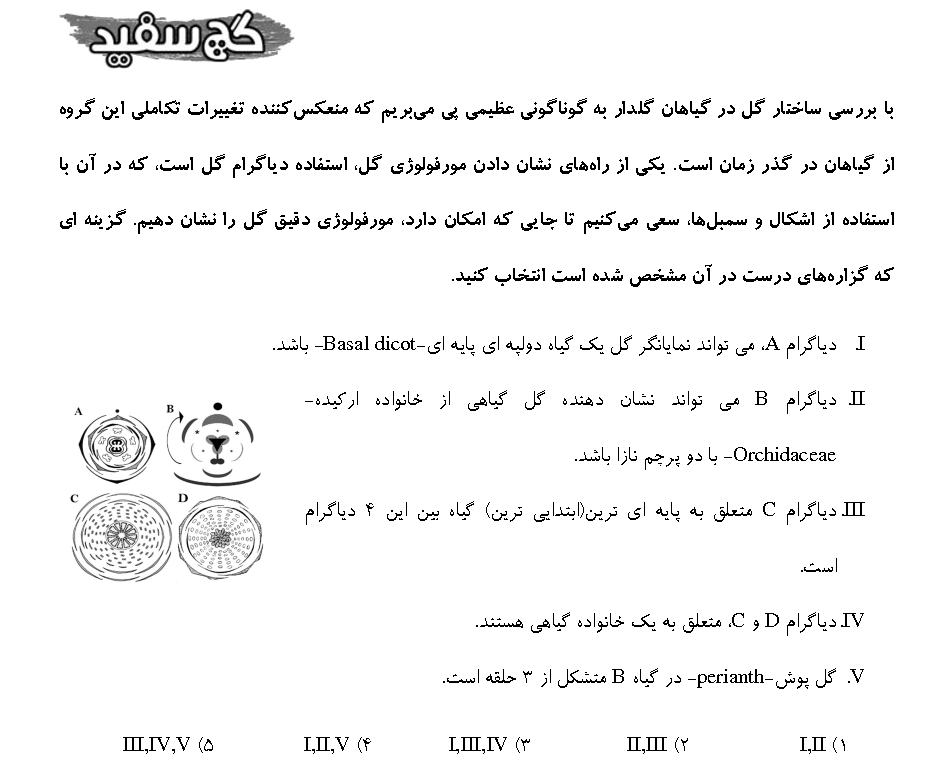 گچ سفید
با بررسی ساختار گل در گیاهان گلدار به گوناگونی عظیمی پی می‌بریم که منعکس‌کننده تغییرات تکاملی این گروه
از گیاهان در گذر زمان است. یکی از راه‌های نشان دادن مورفولوژی گل، استفاده دیاگرام گل است، که در آن با
استفاده از اشکال و سمبل‌ها، سعی می‌کنیم تا جایی که امکان دارد، مورفولوژی دقیق گل را نشان دهیم. گزینه ای
که گزاره‌های درست در آن مشخص شده است انتخاب کنید.
I. دیاگرام A، می تواند نمایانگر گل یک گیاه دولپه ای پایه ای-Basal dicot- باشد.
II. دیاگرام B می تواند نشان دهنده گل گیاهی از خانواده ارکیده-
Orchidaceae- با دو پرچم نازا باشد.
III. دیاگرام C متعلق به پایه ای ترین(ابتدایی ترین) گیاه بین این ۴ دیاگرام
است.
IV. دیاگرام D و C، متعلق به یک خانواده گیاهی هستند.
V. گل پوش-perianth- در گیاه B متشکل از ۳ حلقه است.
A B
C D
۱) I,II ۲) II,III ۳) I,III,IV ۴) I,II,V ۵) III,IV,V